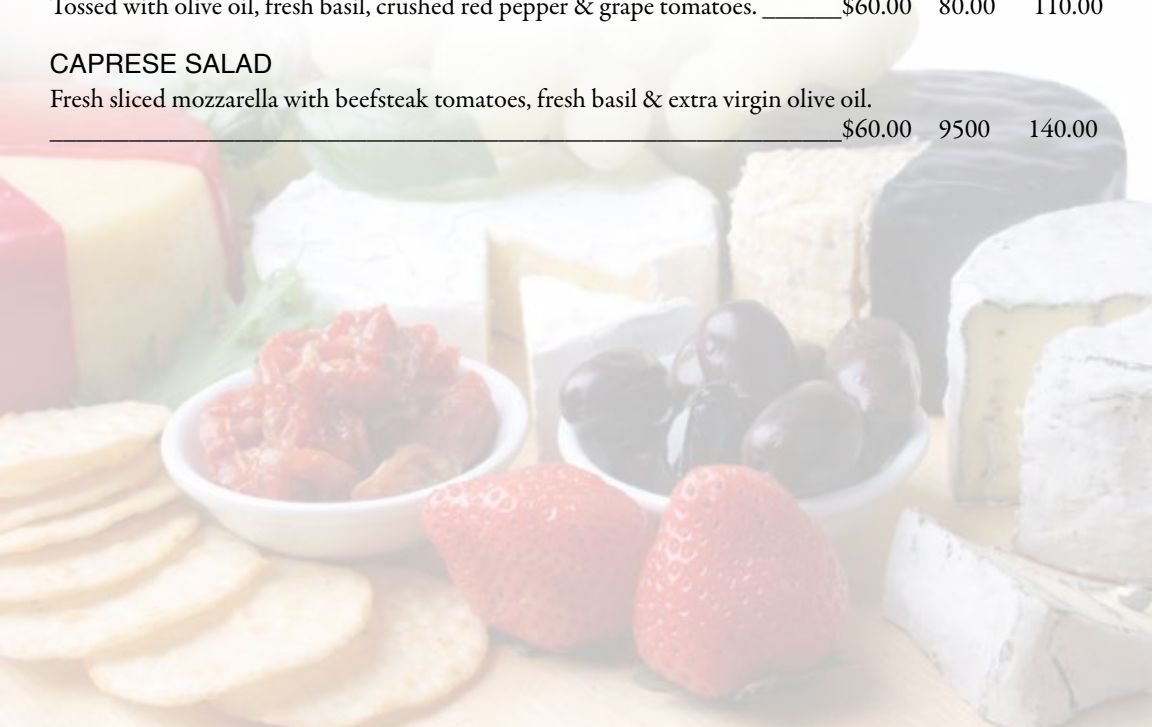 Tossed with olive oil, fresh basil, crushed red pepper & grape tomatoes. ______$60.00 80.00 110.00
CAPRESE SALAD
Fresh sliced mozzarella with beefsteak tomatoes, fresh basil & extra virgin olive oil.
____________________________________________________________$60.00 9500 140.00